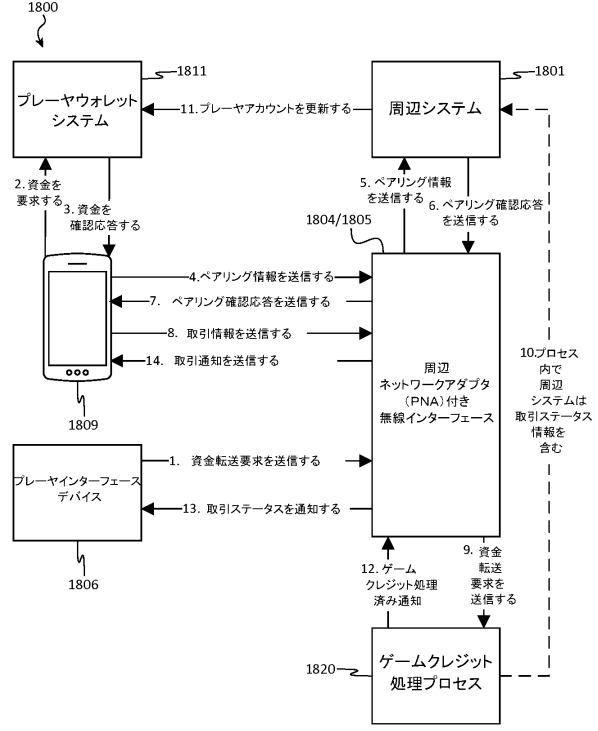 1800
1811
プレーヤウォレット
システム
1801
周辺システム
11.プレーヤアカウントを更新する
2. 資金を
要求する
3. 資金を
確認応答する
5. ペアリング情報
を送信する
6. ペアリング確認応答
を送信する
1804/1805
4.ペアリング情報を送信する
7. ペアリング確認応答を送信する
8. 取引情報を送信する
14. 取引通知を送信する
1809
周辺
ネットワークアダプタ
(PNA)付き
無線インターフェース
10.プロセス
内で
周辺
システムは
取引ステータス
情報を
含む
プレーヤインターフェース
デバイス
1806
1. 資金転送要求を送信する
13. 取引ステータスを通知する
12. ゲーム
クレジット処理
済み通知
9. 資金
転送
要求を
送信する
1820
ゲームクレジット
処理プロセス